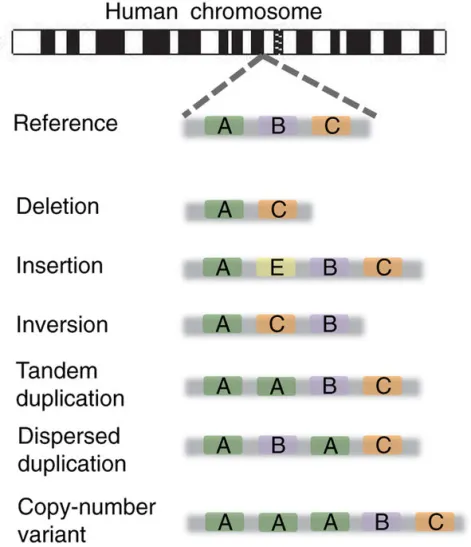 Human chromosome
Reference
A B C
Deletion
A C
Insertion
A E B C
Inversion
A C B
Tandem
duplication
A A B C
Dispersed
duplication
A B A C
Copy-number
variant
A A A B C